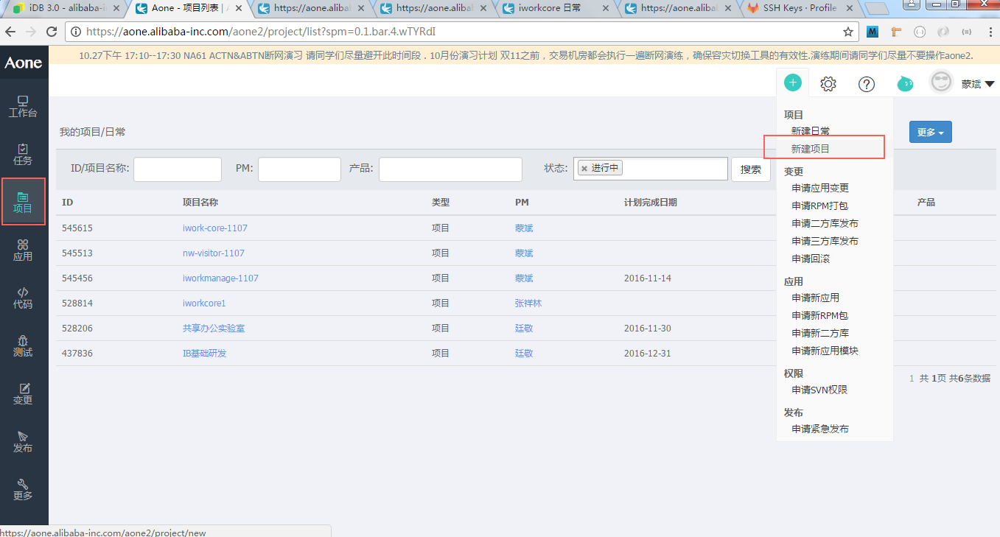 iDB 3.0 - alibaba-i
Aone - 项目列表 | A
https://aone.alibab
https://aone.alibab
iworkcore 日常
https://aone.alibab
SSH Keys · Profile
https://aone.alibaba-inc.com/aone2/project/list?spm=0.1.bar.4.wTYRdI
Aone
10.27下午 17:10--17:30 NA61 ACTN&ABTN断网演习 请同学们尽量避开此时间段．10月份演习计划 双11之前，交易机房都会执行一遍断网演练，确保容灾切换工具的有效性.演练期间请同学们尽量不要操作aone2.
蒙斌
工作台
任务
项目
应用
代码
测试
变更
发布
更多
我的项目/日常
更多
ID/项目名称:
PM:
产品:
状态:
× 进行中
搜索
ID 项目名称 类型 PM 计划完成日期 产品
545615 iwork-core-1107 项目 蒙斌
545513 nw-visitor-1107 项目 蒙斌
545456 iworkmanage-1107 项目 蒙斌 2016-11-14
528814 iworkcore1 项目 张祥林
528206 共享办公实验室 项目 廷敬 2016-11-30
437836 IB基础研发 项目 廷敬 2016-12-31
1 共 1页 共6条数据
项目
新建日常
新建项目
变更
申请应用变更
申请RPM打包
申请二方库发布
申请三方库发布
申请回滚
应用
申请新应用
申请新RPM包
申请新二方库
申请新应用模块
权限
申请SVN权限
发布
申请紧急发布
https://aone.alibaba-inc.com/aone2/project/new